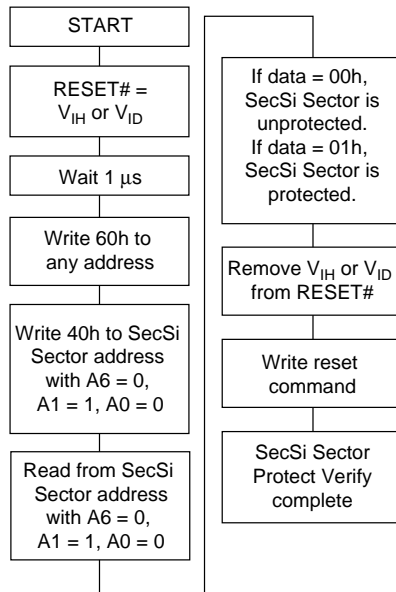 START
RESET# =
VIH or VID
Wait 1 μs
Write 60h to
any address
Write 40h to SecSi
Sector address
with A6 = 0,
A1 = 1, A0 = 0
Read from SecSi
Sector address
with A6 = 0,
A1 = 1, A0 = 0
If data = 00h,
SecSi Sector is
unprotected.
If data = 01h,
SecSi Sector is
protected.
Remove VIH or VID
from RESET#
Write reset
command
SecSi Sector
Protect Verify
complete